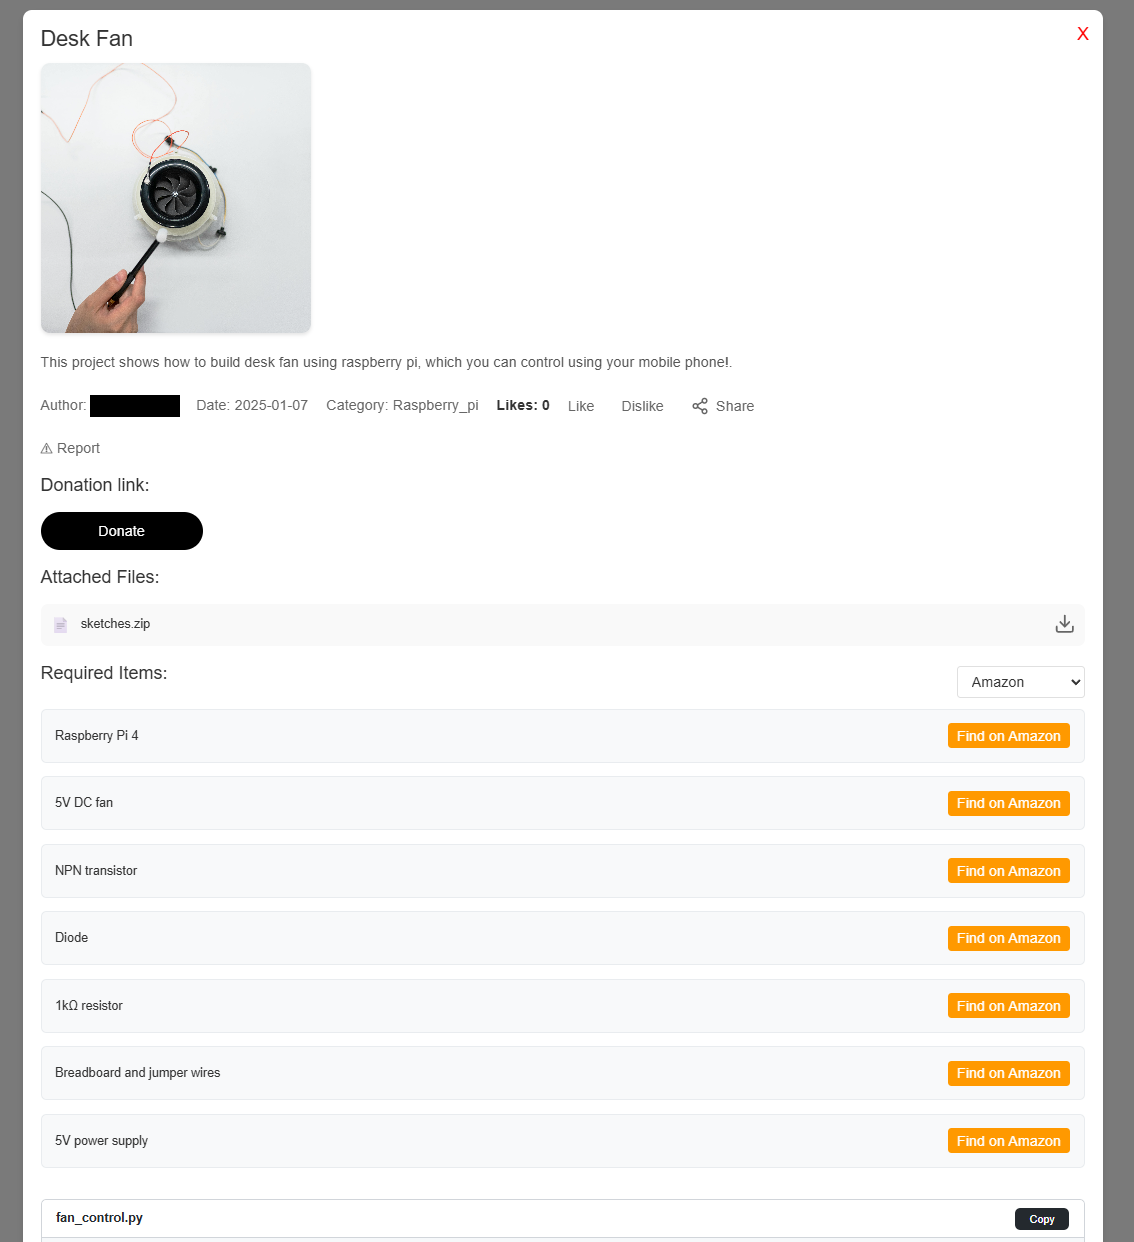 Desk Fan
X
This project shows how to build desk fan using raspberry pi, which you can control using your mobile phone!.
Author: Date: 2025-01-07 Category: Raspberry_pi Likes: 0 Like Dislike Share
Report
Donation link:
Donate
Attached Files:
sketches.zip
Required Items:
Amazon
Raspberry Pi 4 Find on Amazon
5V DC fan Find on Amazon
NPN transistor Find on Amazon
Diode Find on Amazon
1kΩ resistor Find on Amazon
Breadboard and jumper wires Find on Amazon
5V power supply Find on Amazon
fan_control.py Copy